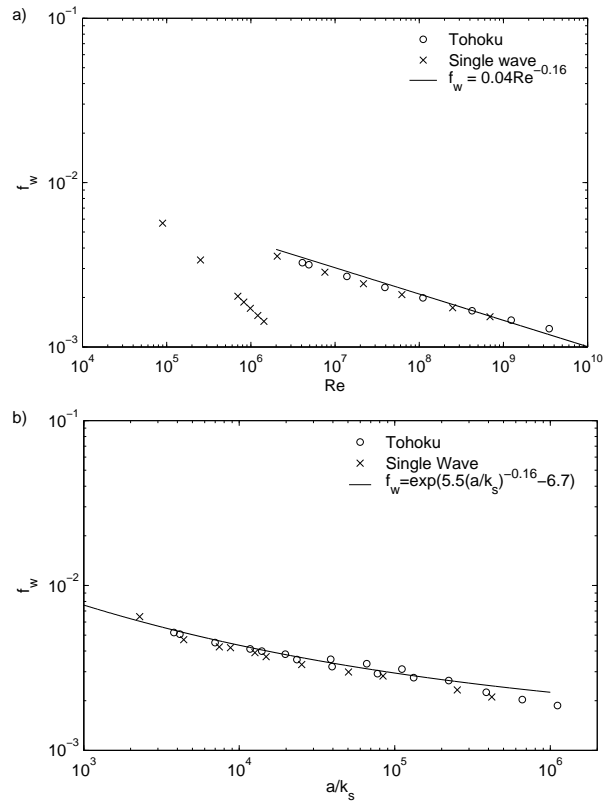 a)
10^-1
Tohoku
Single wave
f_w = 0.04Re^-0.16
f_w
10^-2
10^-3
10^4 10^5 10^6 10^7 10^8 10^9 10^10
Re
b)
10^-1
Tohoku
Single Wave
f_w=exp(5.5(a/k_s)^-0.16-6.7)
f_w
10^-2
10^-3
10^3 10^4 10^5 10^6
a/k_s